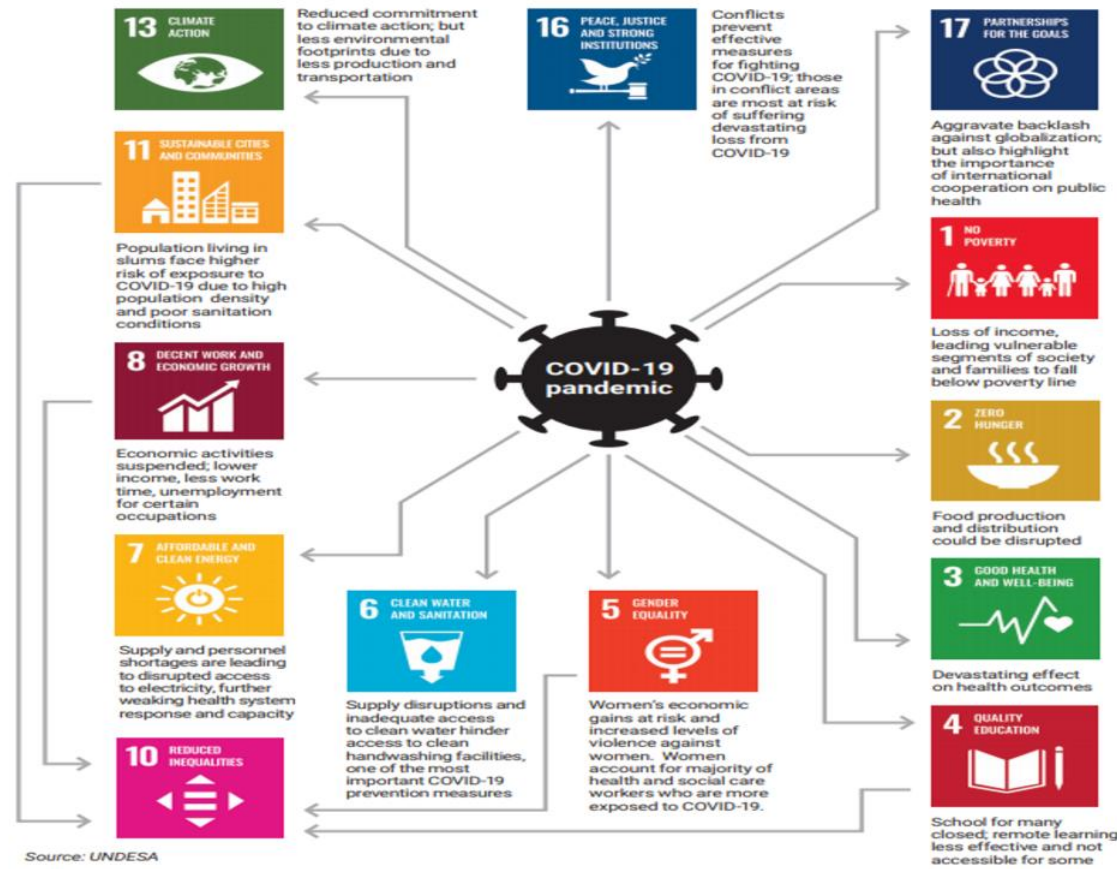 13 CLIMATE
ACTION
Reduced commitment
to climate action; but
less environmental
footprints due to
less production and
transportation
16 PEACE, JUSTICE
AND STRONG
INSTITUTIONS
Conflicts
prevent
effective
measures
for fighting
COVID-19; those
in conflict areas
are most at risk
of suffering
devastating
loss from
COVID-19
17 PARTNERSHIPS
FOR THE GOALS
Aggravate backlash
against globalization;
but also highlight
the importance
of international
cooperation on public
health
11 SUSTAINABLE CITIES
AND COMMUNITIES
Population living in
slums face higher
risk of exposure to
COVID-19 due to high
population density
and poor sanitation
conditions
1 NO
POVERTY
Loss of income,
leading vulnerable
segments of society
and families to fall
below poverty line
COVID-19
pandemic
8 DECENT WORK AND
ECONOMIC GROWTH
Economic activities
suspended; lower
income, less work
time, unemployment
for certain
occupations
2 ZERO
HUNGER
Food production
and distribution
could be disrupted
7 AFFORDABLE AND
CLEAN ENERGY
Supply and personnel
shortages are leading
to disrupted access
to electricity, further
weaking health system
response and capacity
6 CLEAN WATER
AND SANITATION
Supply disruptions and
inadequate access
to clean water hinder
access to clean
handwashing facilities,
one of the most
important COVID-19
prevention measures
5 GENDER
EQUALITY
Women's economic
gains at risk and
increased levels of
violence against
women. Women
account for majority of
health and social care
workers who are more
exposed to COVID-19.
3 GOOD HEALTH
AND WELL-BEING
Devastating effect
on health outcomes
4 QUALITY
EDUCATION
School for many
closed; remote learning
less effective and not
accessible for some
10 REDUCED
INEQUALITIES
Source: UNDESA